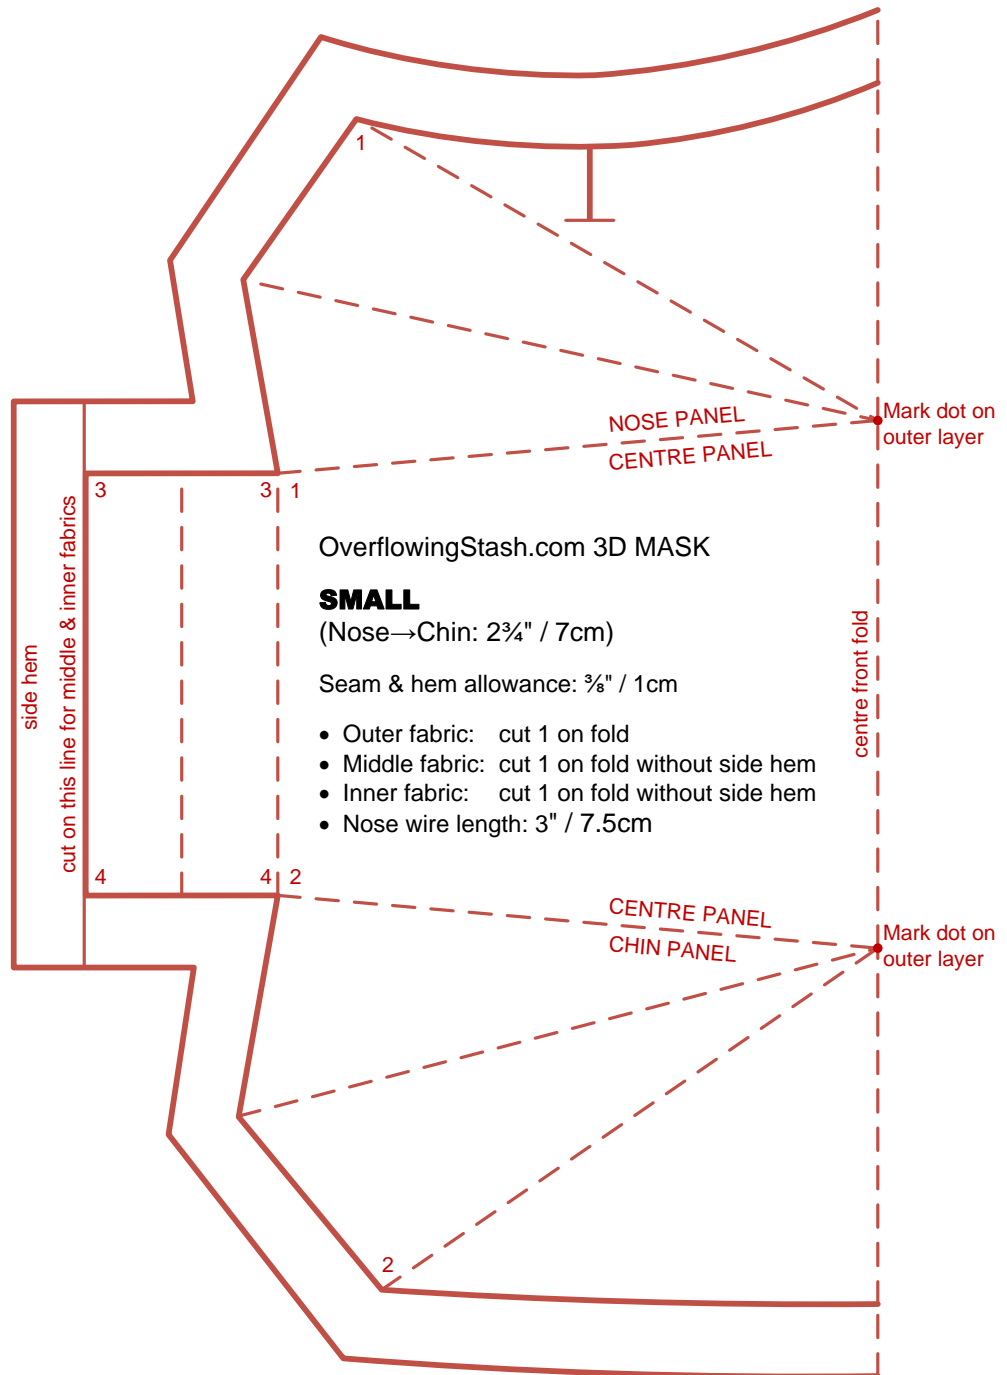 1
NOSE PANEL
CENTRE PANEL
Mark dot on
outer layer
3
3
1
side hem
cut on this line for middle & inner fabrics
OverflowingStash.com 3D MASK
SMALL
(Nose→Chin: 2¾" / 7cm)
Seam & hem allowance: ⅜" / 1cm
• Outer fabric: cut 1 on fold
• Middle fabric: cut 1 on fold without side hem
• Inner fabric: cut 1 on fold without side hem
• Nose wire length: 3" / 7.5cm
centre front fold
4
4
2
CENTRE PANEL
CHIN PANEL
Mark dot on
outer layer
2